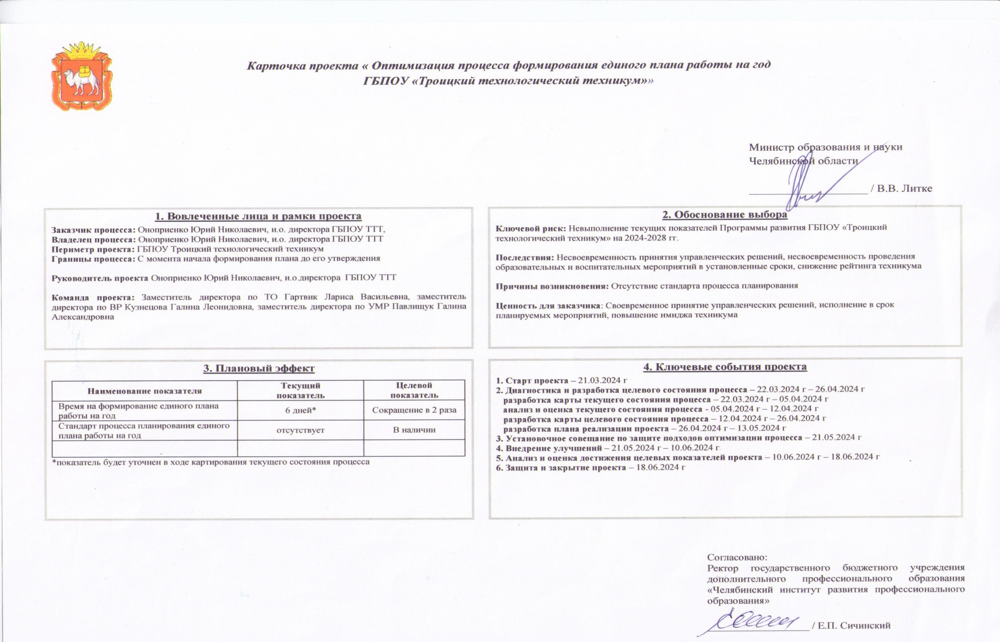 Карточка проекта « Оптимизация процесса формирования единого плана работы на год
ГБПОУ «Троицкий технологический техникум»»
Министр образования и науки
Челябинской области
/ В.В. Литке
1. Вовлеченные лица и рамки проекта
Заказчик процесса: Оноприенко Юрий Николаевич, и.о. директора ГБПОУ ТТТ,
Владелец процесса: Оноприенко Юрий Николаевич, и.о. директора ГБПОУ ТТТ
Периметр проекта: ГБПОУ Троицкий технологический техникум
Границы процесса: С момента начала формирования плана до его утверждения
Руководитель проекта Оноприенко Юрий Николаевич, и.о.директора ГБПОУ ТТТ
Команда проекта: Заместитель директора по ТО Гартвик Лариса Васильевна, заместитель
директора по ВР Кузнецова Галина Леонидовна, заместитель директора по УМР Павлищук Галина
Александровна
2. Обоснование выбора
Ключевой риск: Невыполнение текущих показателей Программы развития ГБПОУ «Троицкий
технологический техникум» на 2024-2028 гг.
Последствия: Несвоевременность принятия управленческих решений, несвоевременность проведения
образовательных и воспитательных мероприятий в установленные сроки, снижение рейтинга техникума
Причины возникновения: Отсутствие стандарта процесса планирования
Ценность для заказчика: Своевременное принятие управленческих решений, исполнение в срок
планируемых мероприятий, повышение имиджа техникума
3. Плановый эффект
Наименование показателя
Текущий
показатель
Целевой
показатель
Время на формирование единого плана
работы на год
6 дней*
Сокращение в 2 раза
Стандарт процесса планирования единого
плана работы на год
отсутствует
В наличии
*показатель будет уточнен в ходе картирования текущего состояния процесса
4. Ключевые события проекта
1. Старт проекта – 21.03.2024 г
2. Диагностика и разработка целевого состояния процесса – 22.03.2024 г – 26.04.2024 г
разработка карты текущего состояния процесса – 22.03.2024 г – 05.04.2024 г
анализ и оценка текущего состояния процесса - 05.04.2024 г – 12.04.2024 г
разработка карты целевого состояния процесса – 12.04.2024 г – 26.04.2024 г
разработка плана реализации проекта – 26.04.2024 г – 13.05.2024 г
3. Установочное совещание по защите подходов оптимизации процесса – 21.05.2024 г
4. Внедрение улучшений – 21.05.2024 г – 10.06.2024 г
5. Анализ и оценка достижения целевых показателей проекта – 10.06.2024 г – 18.06.2024 г
6. Защита и закрытие проекта – 18.06.2024 г
Согласовано:
Ректор государственного бюджетного учреждения
дополнительного профессионального образования
«Челябинский институт развития профессионального
образования»
/ Е.П. Сичинский